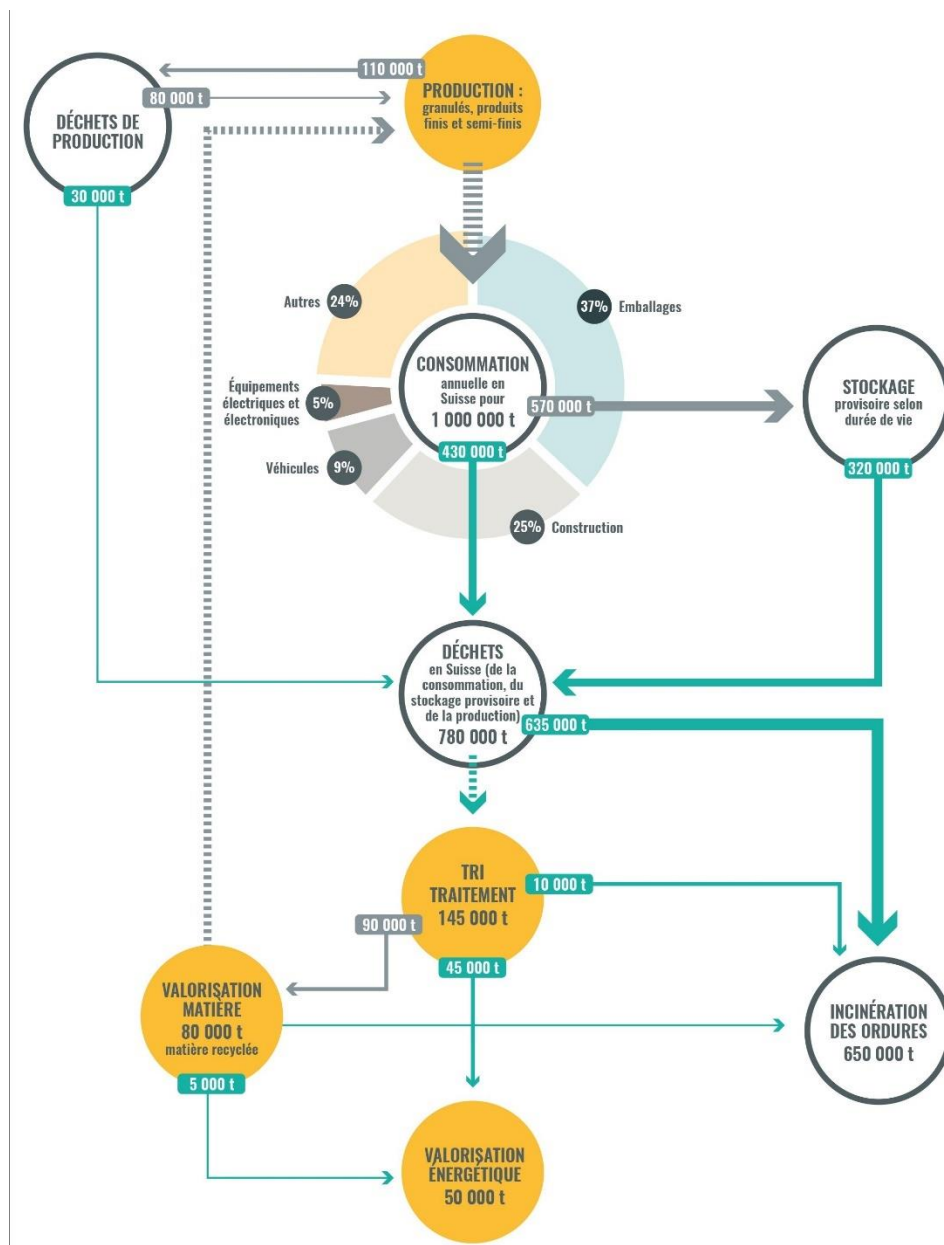 110 000 t
80 000 t
DÉCHETS DE
PRODUCTION
30 000 t
PRODUCTION :
granulés, produits
finis et semi-finis
Autres 24%
37% Emballages
Équipements
électriques et
électroniques
5%
Véhicules 9%
25% Construction
CONSOMMATION
annuelle en
Suisse pour
1 000 000 t
430 000 t
570 000 t
STOCKAGE
provisoire selon
durée de vie
320 000 t
DÉCHETS
en Suisse (de la
consommation, du
stockage provisoire et
de la production)
780 000 t
635 000 t
TRI
TRAITEMENT
145 000 t
10 000 t
90 000 t
45 000 t
VALORISATION
MATIÈRE
80 000 t
matière recyclée
5 000 t
INCINÉRATION
DES ORDURES
650 000 t
VALORISATION
ÉNERGÉTIQUE
50 000 t